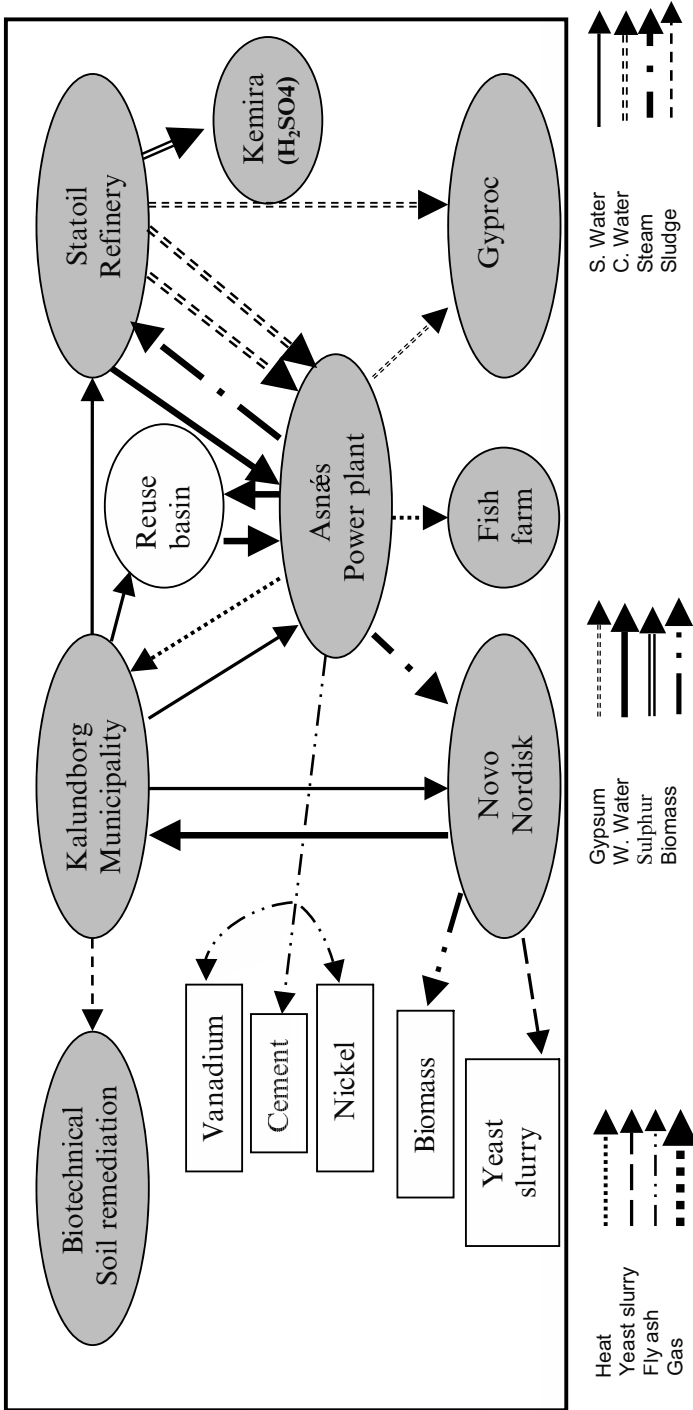 Biotechnical
Soil remediation
Kalundborg
Municipality
Statoil
Refinery
Reuse
basin
Kemira
(H₂SO4)
Vanadium
Cement
Nickel
Asnǽs
Power plant
Biomass
Yeast
slurry
Novo
Nordisk
Fish
farm
Gyproc
Heat
Yeast slurry
Fly ash
Gas
Gypsum
W. Water
Sulphur
Biomass
S. Water
C. Water
Steam
Sludge